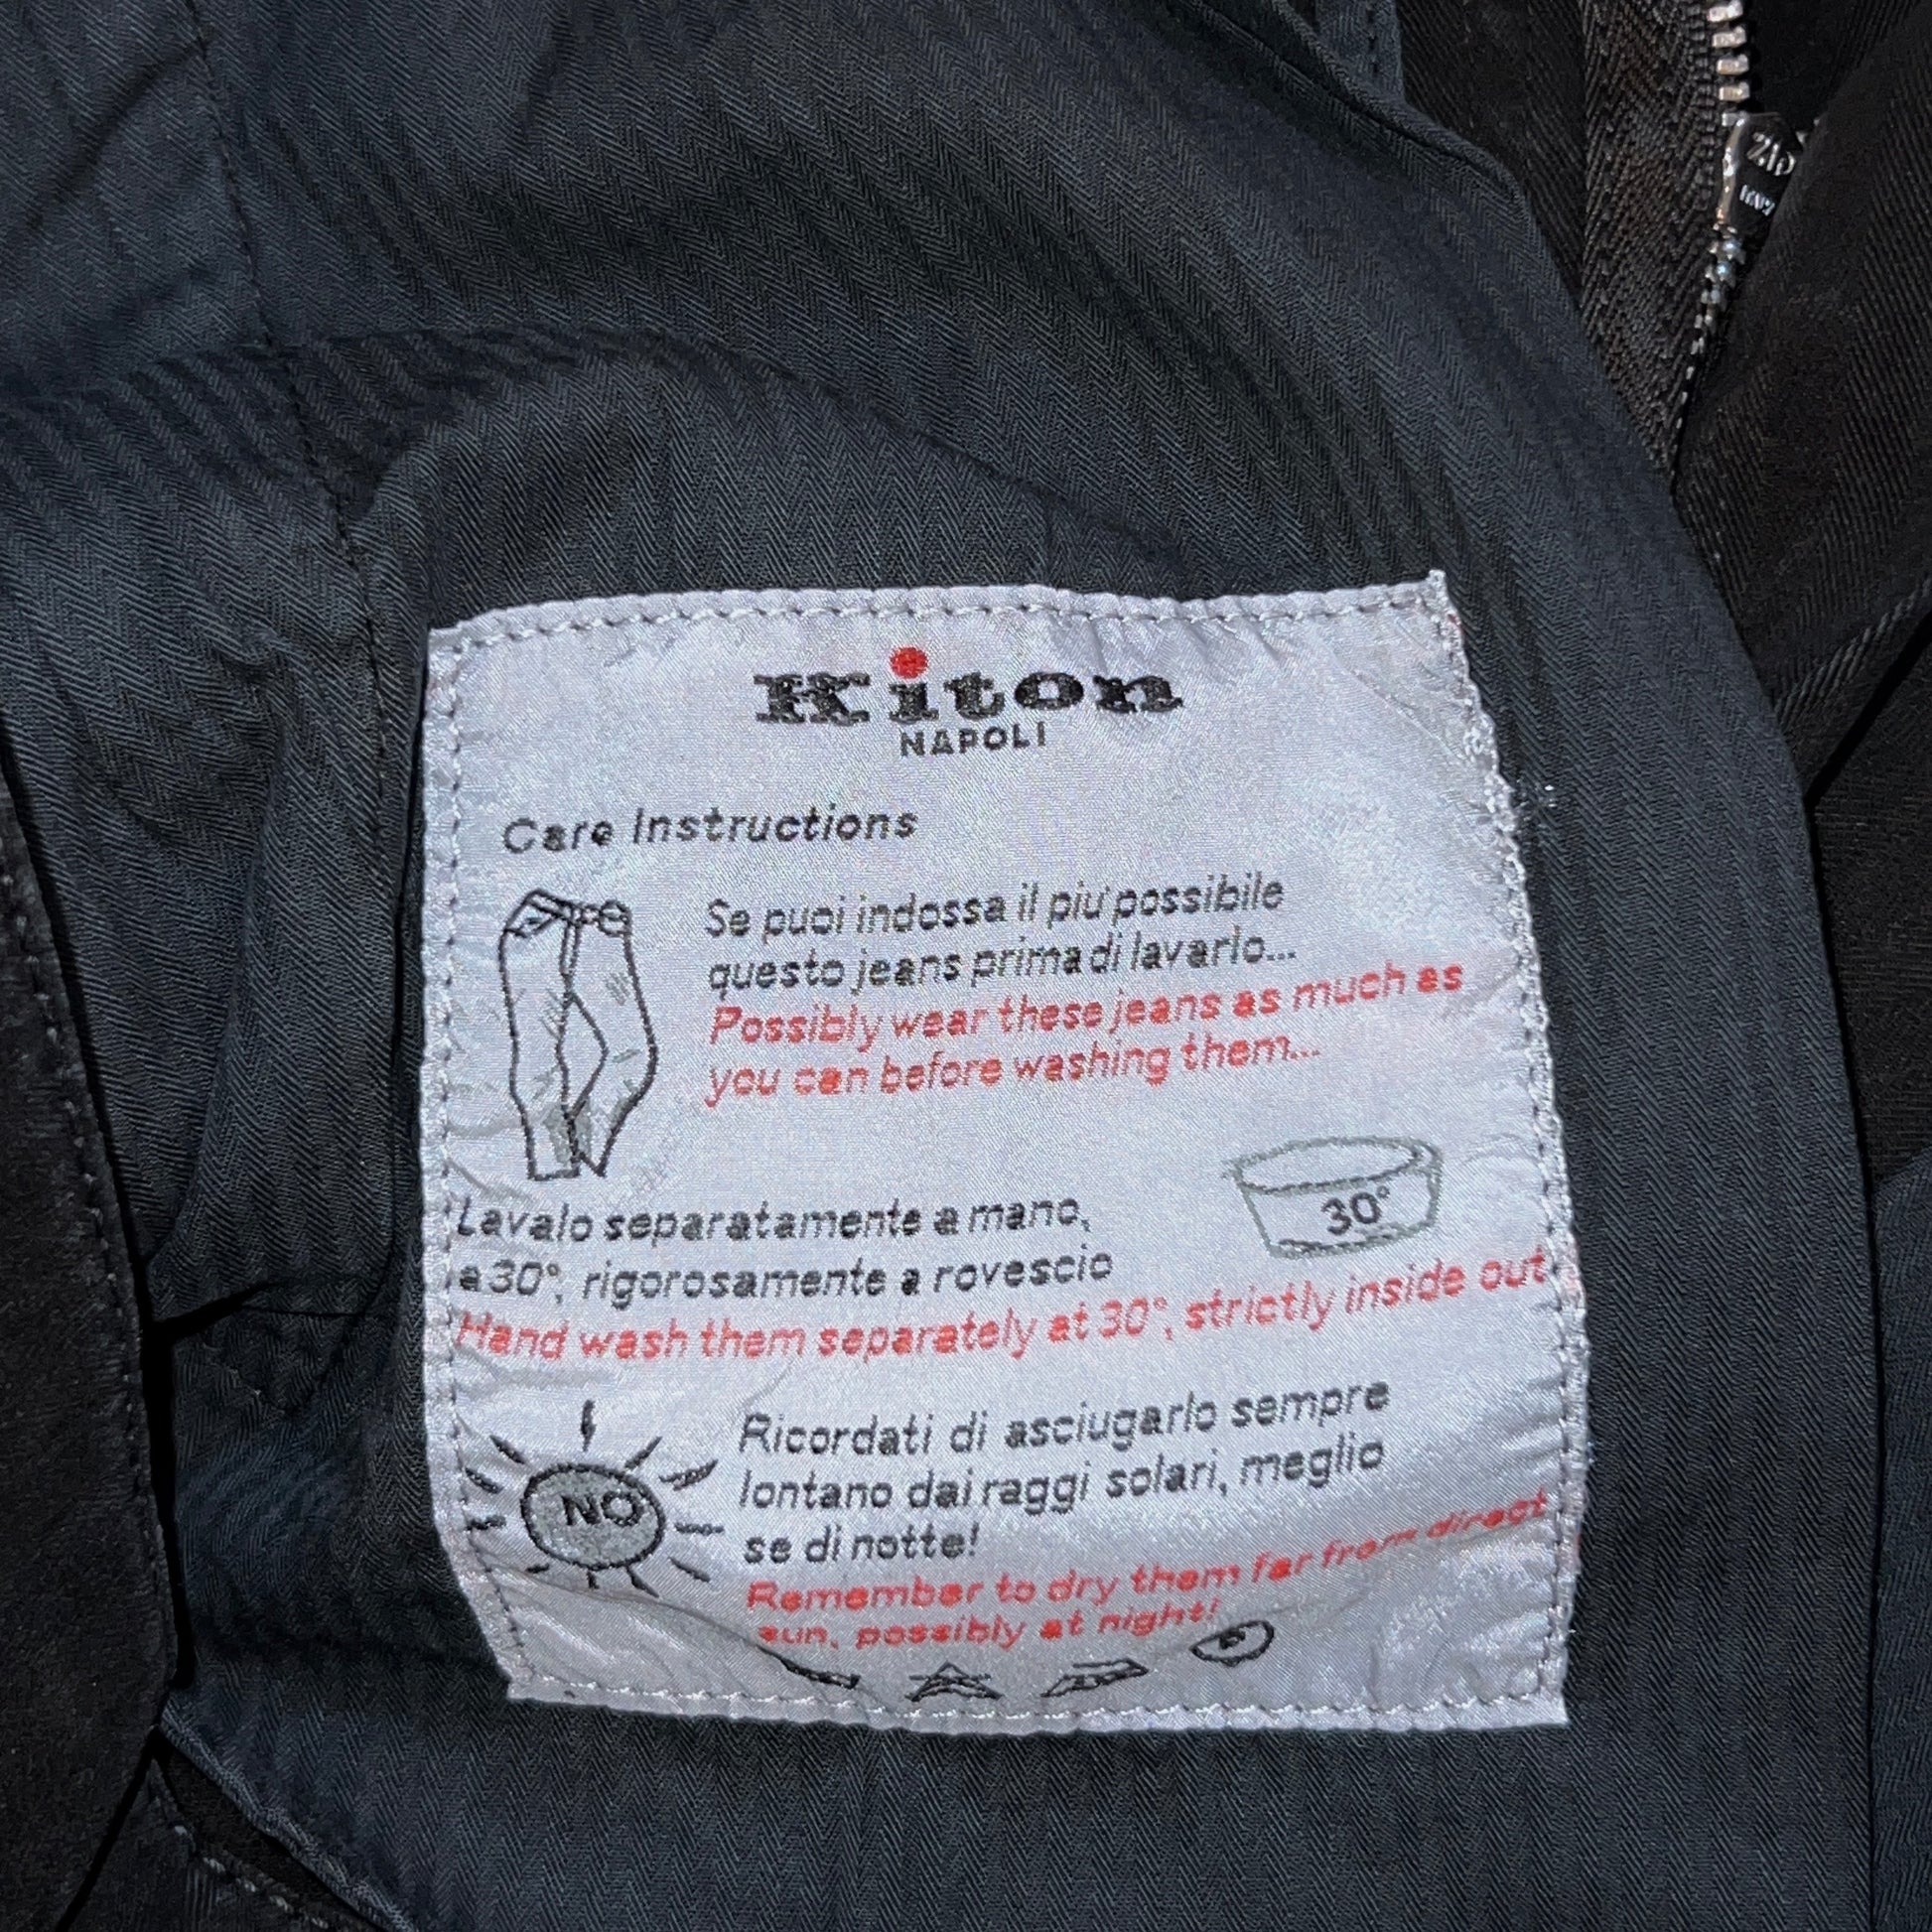 Kiton
NAPOLI
Care Instructions
Se puoi indossa il piu' possibile
questo jeans prima di lavarlo...
Possibly wear these jeans as much as
you can before washing them...
30°
Lavalo separatamente a mano,
a 30°, rigorosamente a rovescio
Hand wash them separately at 30°, strictly inside out
NO
Ricordati di asciugarlo sempre
lontano dai raggi solari, meglio
se di notte!
Remember to dry them far from direct
sun, possibly at night!